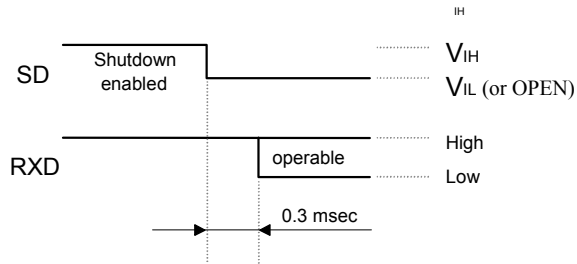 IH
VIH
Shutdown
enabled
SD
VIL (or OPEN)
High
operable
RXD
Low
0.3 msec